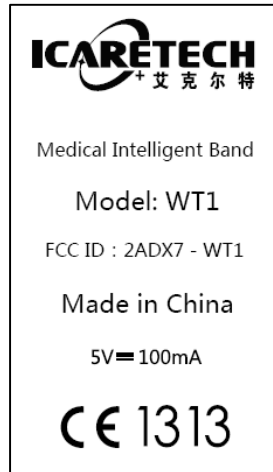 ICARETECH
艾克尔特
Medical Intelligent Band
Model: WT1
FCC ID : 2ADX7 - WT1
Made in China
5V⎓100mA
CE 1313